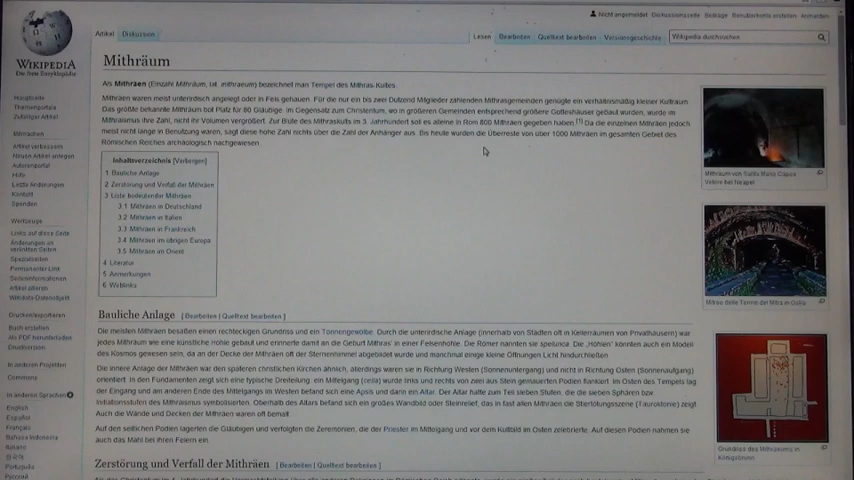 Nicht angemeldet Diskussionsseite Beiträge Benutzerkonto erstellen Anmelden
WIKIPEDIA
Die freie Enzyklopädie
Artikel Diskussion
Lesen Bearbeiten Quelltext bearbeiten Versionsgeschichte
Wikipedia durchsuchen
Hauptseite
Themenportale
Zufälliger Artikel
Mitmachen
Artikel verbessern
Neuen Artikel anlegen
Autorenportal
Hilfe
Letzte Änderungen
Kontakt
Spenden
Werkzeuge
Links auf diese Seite
Änderungen an
verlinkten Seiten
Spezialseiten
Permanenter Link
Seiteninformationen
Artikel zitieren
Wikidata-Datenobjekt
Drucken/exportieren
Buch erstellen
Als PDF herunterladen
Druckversion
In anderen Projekten
Commons
In anderen Sprachen
English
Español
Français
Bahasa Indonesia
Italiano
한국어
Português
Русский
Mithräum
Als Mithräen (Einzahl Mithräum, lat. mithraeum) bezeichnet man Tempel des Mithras-Kultes.
Mithräen waren meist unterirdisch angelegt oder in Fels gehauen. Für die nur ein bis zwei Dutzend Mitglieder zählenden Mithrasgemeinden genügte ein verhältnismäßig kleiner Kultraum
Das größte bekannte Mithräum bot Platz für 80 Gläubige. Im Gegensatz zum Christentum, wo in größeren Gemeinden entsprechend größere Gotteshäuser gebaut wurden, wurde im
Mithraismus ihre Zahl, nicht ihr Volumen vergrößert. Zur Blüte des Mithraskults im 3. Jahrhundert soll es alleine in Rom 800 Mithräen gegeben haben.[1] Da die einzelnen Mithräen jedoch
meist nicht lange in Benutzung waren, sagt diese hohe Zahl nichts über die Zahl der Anhänger aus. Bis heute wurden die Überreste von über 1000 Mithräen im gesamten Gebiet des
Römischen Reiches archäologisch nachgewiesen.
Inhaltsverzeichnis [Verbergen]
1 Bauliche Anlage
2 Zerstörung und Verfall der Mithräen
3 Liste bedeutender Mithräen
3.1 Mithräen in Deutschland
3.2 Mithräen in Italien
3.3 Mithräen in Frankreich
3.4 Mithräen im übrigen Europa
3.5 Mithräen im Orient
4 Literatur
5 Anmerkungen
6 Weblinks
Mithräum von Santa Maria Capua
Vetere bei Neapel
Mitreo delle Terme del Mitra in Ostia
Grundriss des Mithräums in
Königsbrunn
Bauliche Anlage [ Bearbeiten | Quelltext bearbeiten ]
Die meisten Mithräen besaßen einen rechteckigen Grundriss und ein Tonnengewölbe. Durch die unterirdische Anlage (innerhalb von Städten oft in Kellerräumen von Privathäusern) war
jedes Mithräum wie eine künstliche Höhle gebaut und erinnerte damit an die Geburt Mithras' in einer Felsenhöhle. Die Römer nannten sie spelunca. Die „Höhlen“ könnten auch ein Modell
des Kosmos gewesen sein, da an der Decke der Mithräen oft der Sternenhimmel abgebildet wurde und manchmal einige kleine Öffnungen Licht hindurchließen
Die innere Anlage der Mithräen war den späteren christlichen Kirchen ähnlich, allerdings waren sie in Richtung Westen (Sonnenuntergang) und nicht in Richtung Osten (Sonnenaufgang)
orientiert. In den Fundamenten zeigt sich eine typische Dreiteilung: ein Mittelgang (cella) wurde links und rechts von zwei aus Stein gemauerten Podien flankiert. Im Osten des Tempels lag
der Eingang und am anderen Ende des Mittelgangs im Westen befand sich eine Apsis und darin ein Altar. Der Altar hatte zum Teil sieben Stufen, die die sieben Sphären bzw.
Initiationsstufen des Mithraismus symbolisierten. Oberhalb des Altars befand sich ein großes Wandbild oder Steinrelief, das in fast allen Mithräen die Stiertötungsszene (Tauroktonie) zeigt
Auch die Wände und Decken der Mithräen waren oft bemalt.
Auf den seitlichen Podien lagerten die Gläubigen und verfolgten die Zeremonien, die der Priester im Mittelgang und vor dem Kultbild im Osten zelebrierte. Auf diesen Podien nahmen sie
auch das Mahl bei ihren Feiern ein.
Zerstörung und Verfall der Mithräen [ Bearbeiten | Quelltext bearbeiten ]